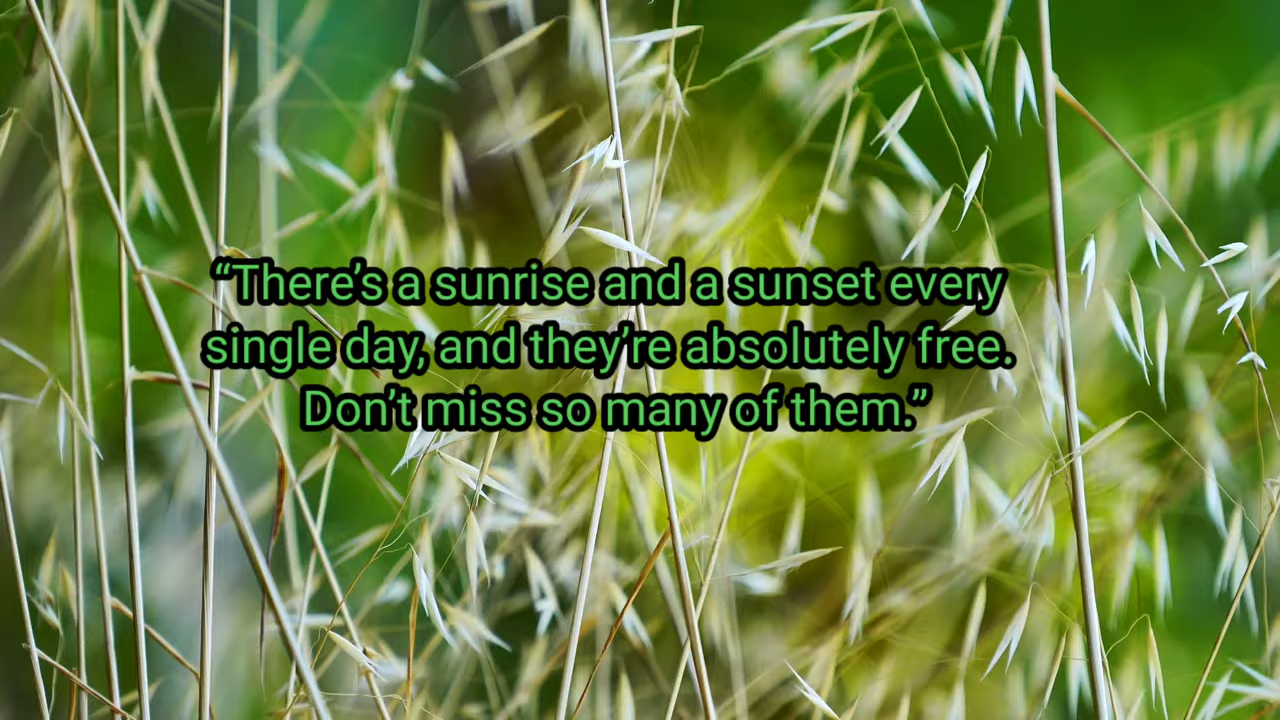 “There’s a sunrise and a sunset every
single day, and they’re absolutely free.
Don’t miss so many of them.”